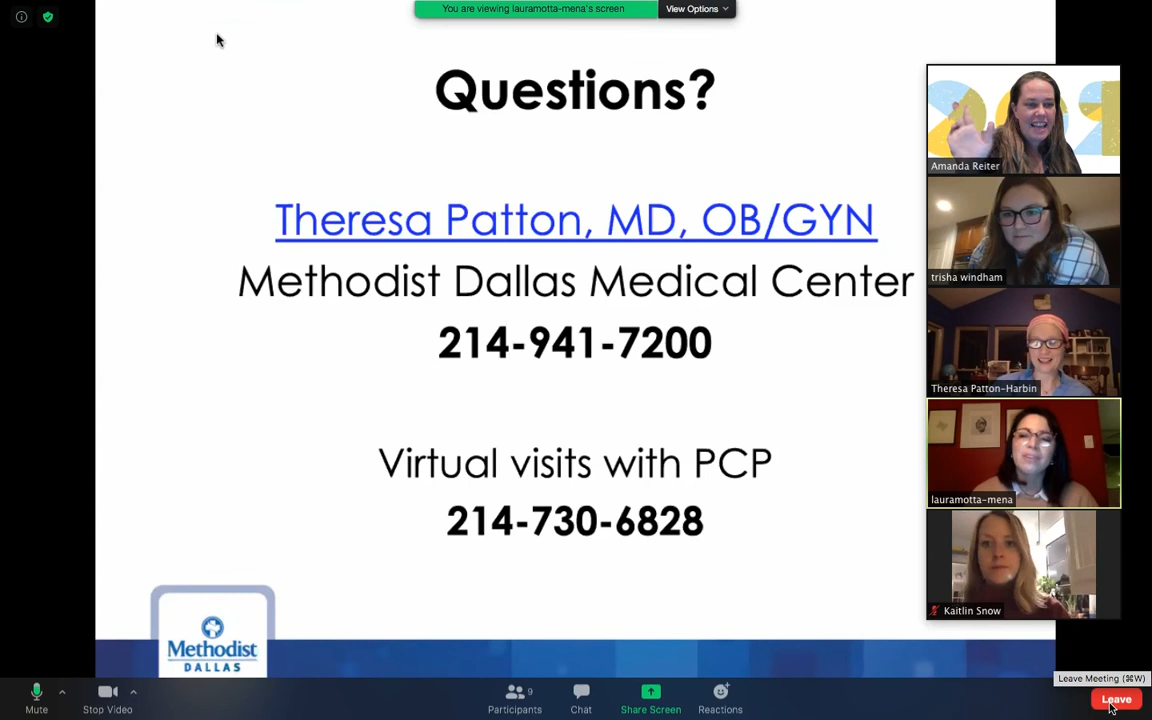 You are viewing lauramotta-mena's screen
View Options
Questions?
Theresa Patton, MD, OB/GYN
Methodist Dallas Medical Center
214-941-7200
Virtual visits with PCP
214-730-6828
Methodist
DALLAS
Amanda Reiter
trisha windham
Theresa Patton-Harbin
lauramotta-mena
Kaitlin Snow
Leave Meeting (⌘W)
Mute
Stop Video
Participants
9
Chat
Share Screen
Reactions
Leave